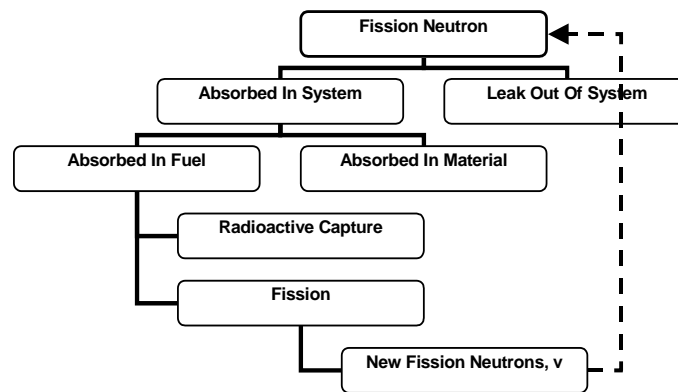 Fission Neutron
Absorbed In System
Leak Out Of System
Absorbed In Fuel
Absorbed In Material
Radioactive Capture
Fission
New Fission Neutrons, v